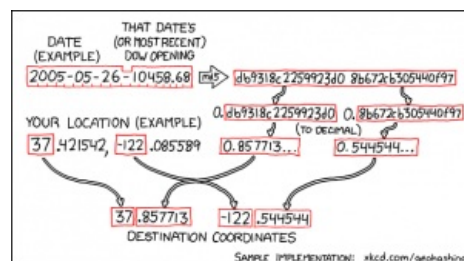 DATE (EXAMPLE)
THAT DATE'S (OR MOST RECENT) DOW OPENING
2005-05-26-10458.68
md5
db9318c2259923d0 8b672cb305440f97
0.db9318c2259923d0
0.8b672cb305440f97
(TO DECIMAL)
YOUR LOCATION (EXAMPLE)
37.421542, -122.085589
0.857713...
0.544544...
37.857713
-122.544544
DESTINATION COORDINATES
SAMPLE IMPLEMENTATION: xkcd.com/geohashing